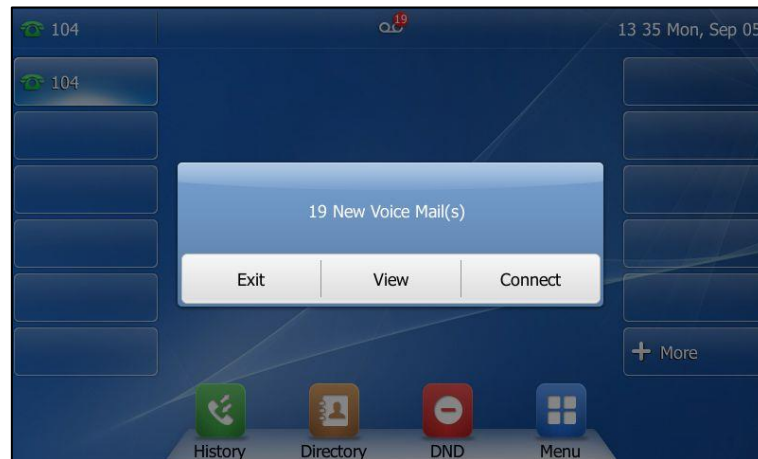 104
19
13 35 Mon, Sep 05
104
19 New Voice Mail(s)
Exit View Connect
More
History Directory DND Menu